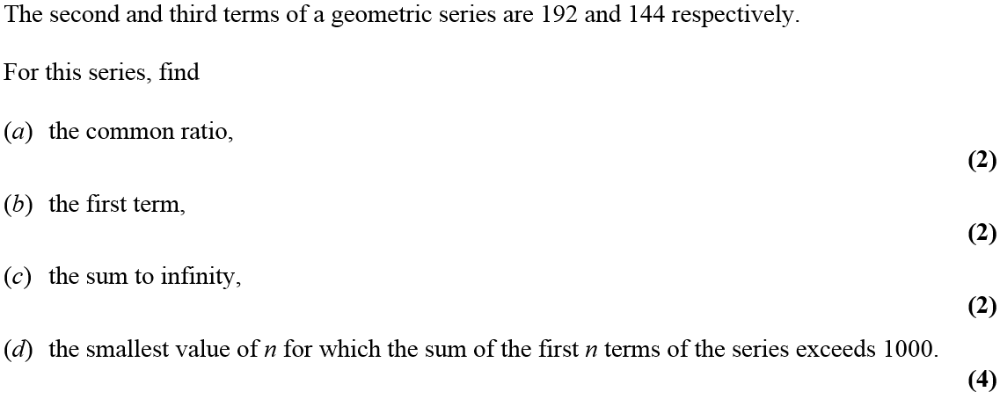 The second and third terms of a geometric series are 192 and 144 respectively.
For this series, find
(a) the common ratio,
(2)
(b) the first term,
(2)
(c) the sum to infinity,
(2)
(d) the smallest value of n for which the sum of the first n terms of the series exceeds 1000.
(4)